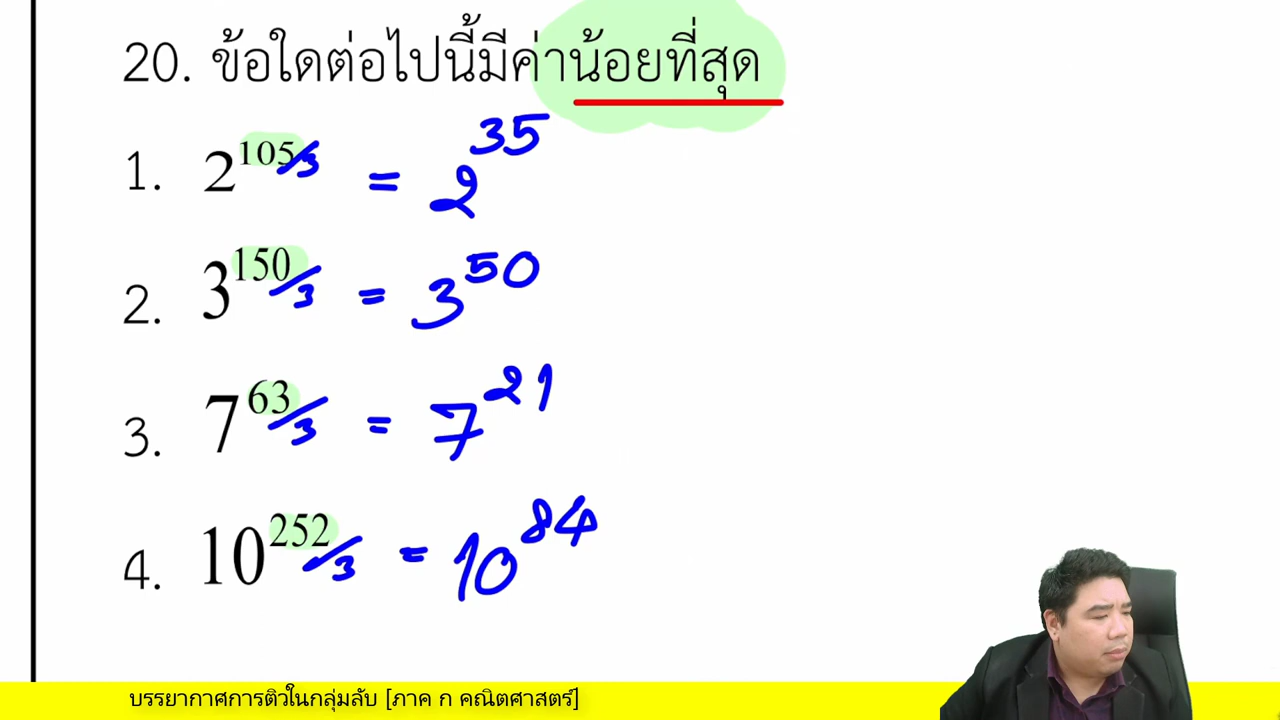 20. ข้อใดต่อไปนี้มีค่าน้อยที่สุด
1. 2^105/3 = 2^35
2. 3^150/3 = 3^50
3. 7^63/3 = 7^21
4. 10^252/3 = 10^84
บรรยากาศการติวในกลุ่มลับ [ภาค ก คณิตศาสตร์]